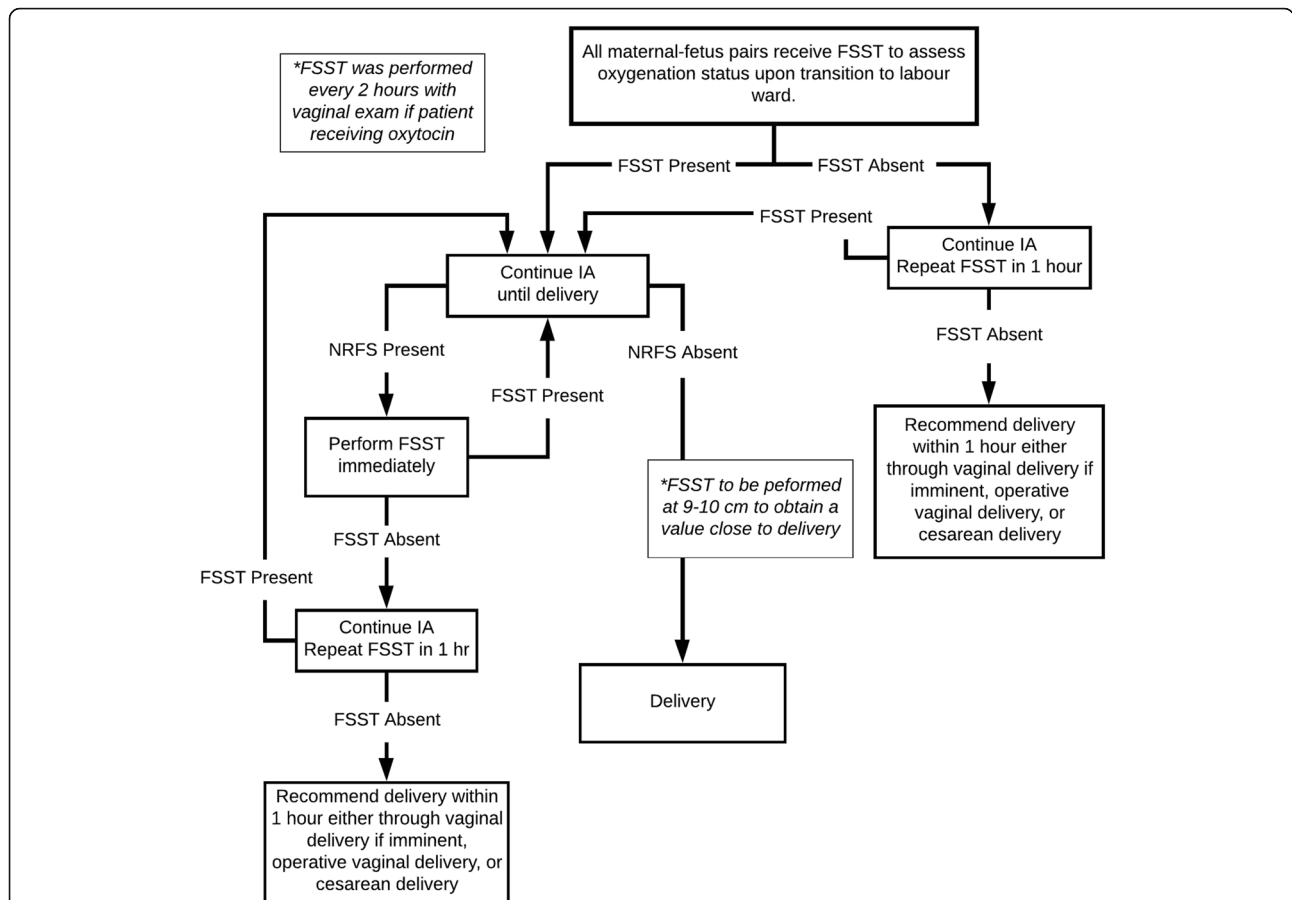 All maternal-fetus pairs receive FSST to assess
oxygenation status upon transition to labour
ward.
*FSST was performed
every 2 hours with
vaginal exam if patient
receiving oxytocin
FSST Present
FSST Absent
FSST Present
Continue IA
Repeat FSST in 1 hour
Continue IA
until delivery
FSST Absent
NRFS Present
NRFS Absent
FSST Present
Perform FSST
immediately
Recommend delivery
within 1 hour either
through vaginal delivery if
imminent, operative
vaginal delivery, or
cesarean delivery
*FSST to be peformed
at 9-10 cm to obtain a
value close to delivery
FSST Absent
FSST Present
Continue IA
Repeat FSST in 1 hr
Delivery
FSST Absent
Recommend delivery within
1 hour either through vaginal
delivery if imminent,
operative vaginal delivery, or
cesarean delivery